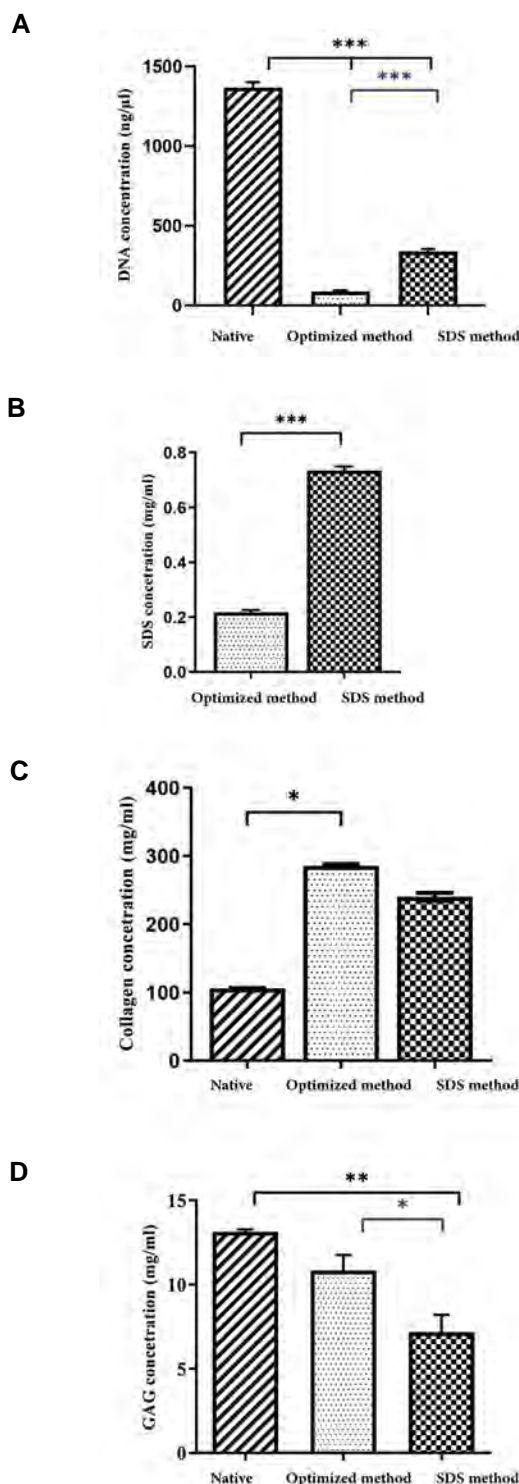 A
***
***
1500
1000
500
0
DNA concentration (ng/µl)
Native Optimized method SDS method
B
***
0.8
0.6
0.4
0.2
0.0
SDS concetration (mg/ml)
Optimized method SDS method
C
*
400
300
200
100
0
Collagen concetration (mg/ml)
Native Optimized method SDS method
D
**
*
15
10
5
0
GAG concetration (mg/ml)
Native Optimized method SDS method